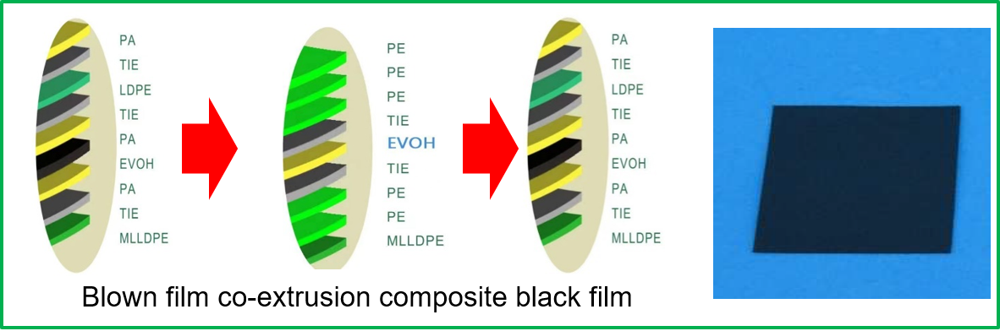 PA
TIE
LDPE
TIE
PA
EVOH
PA
TIE
MLLDPE
PE
PE
PE
TIE
EVOH
TIE
PE
PE
MLLDPE
PA
TIE
LDPE
TIE
PA
EVOH
PA
TIE
MLLDPE
Blown film co-extrusion composite black film